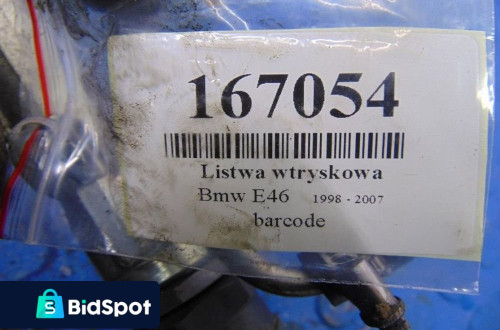 167054
Listwa wtryskowa
Bmw E46 1998 - 2007
barcode
S
BidSpot